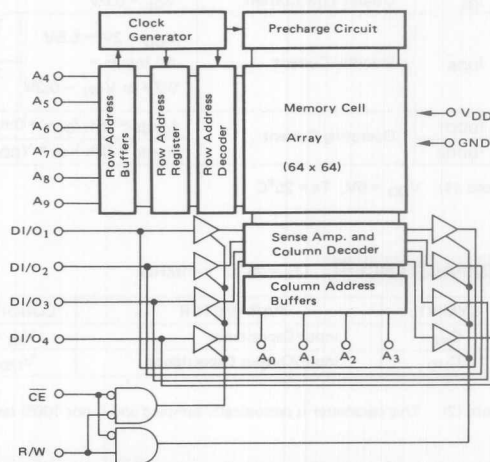 Clock
Generator
Precharge Circuit
A4
A5
A6
A7
A8
A9
Row Address
Buffers
Row Address
Register
Row Address
Decoder
Memory Cell
Array
(64 x 64)
VDD
GND
DI/O1
DI/O2
DI/O3
DI/O4
Sense Amp. and
Column Decoder
Column Address
Buffers
A0 A1 A2 A3
CE
R/W